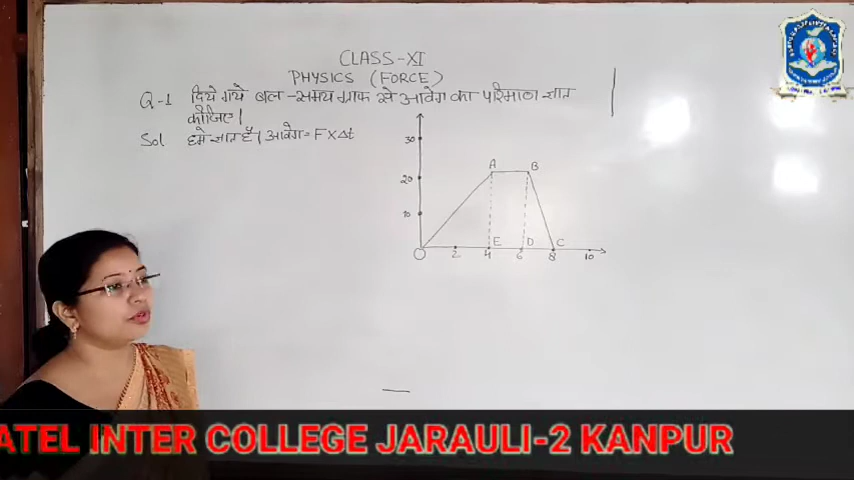 CLASS-XI
PHYSICS (FORCE)
Q-1 दिये गये बल-समय ग्राफ से आवेग का परिमाण ज्ञात
कीजिए।
Sol हमे ज्ञात है। आवेग = F×Δt
30
A B
20
10
E D C
O 2 4 6 8 10
ATEL INTER COLLEGE JARAULI-2 KANPUR